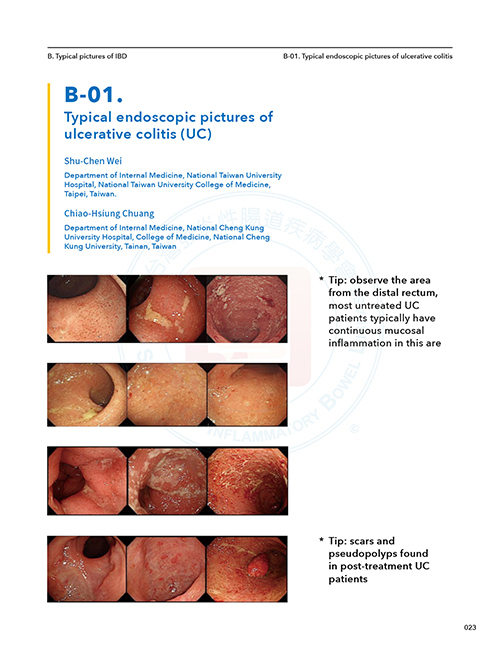 B. Typical pictures of IBD
B-01. Typical endoscopic pictures of ulcerative colitis
B-01.
Typical endoscopic pictures of
ulcerative colitis (UC)
Shu-Chen Wei
Department of Internal Medicine, National Taiwan University
Hospital, National Taiwan University College of Medicine,
Taipei, Taiwan.
Chiao-Hsiung Chuang
Department of Internal Medicine, National Cheng Kung
University Hospital, College of Medicine, National Cheng
Kung University, Tainan, Taiwan
* Tip: observe the area
from the distal rectum,
most untreated UC
patients typically have
continuous mucosal
inflammation in this are
* Tip: scars and
pseudopolyps found
in post-treatment UC
patients
INFLAMMATORY BOWEL
©
023